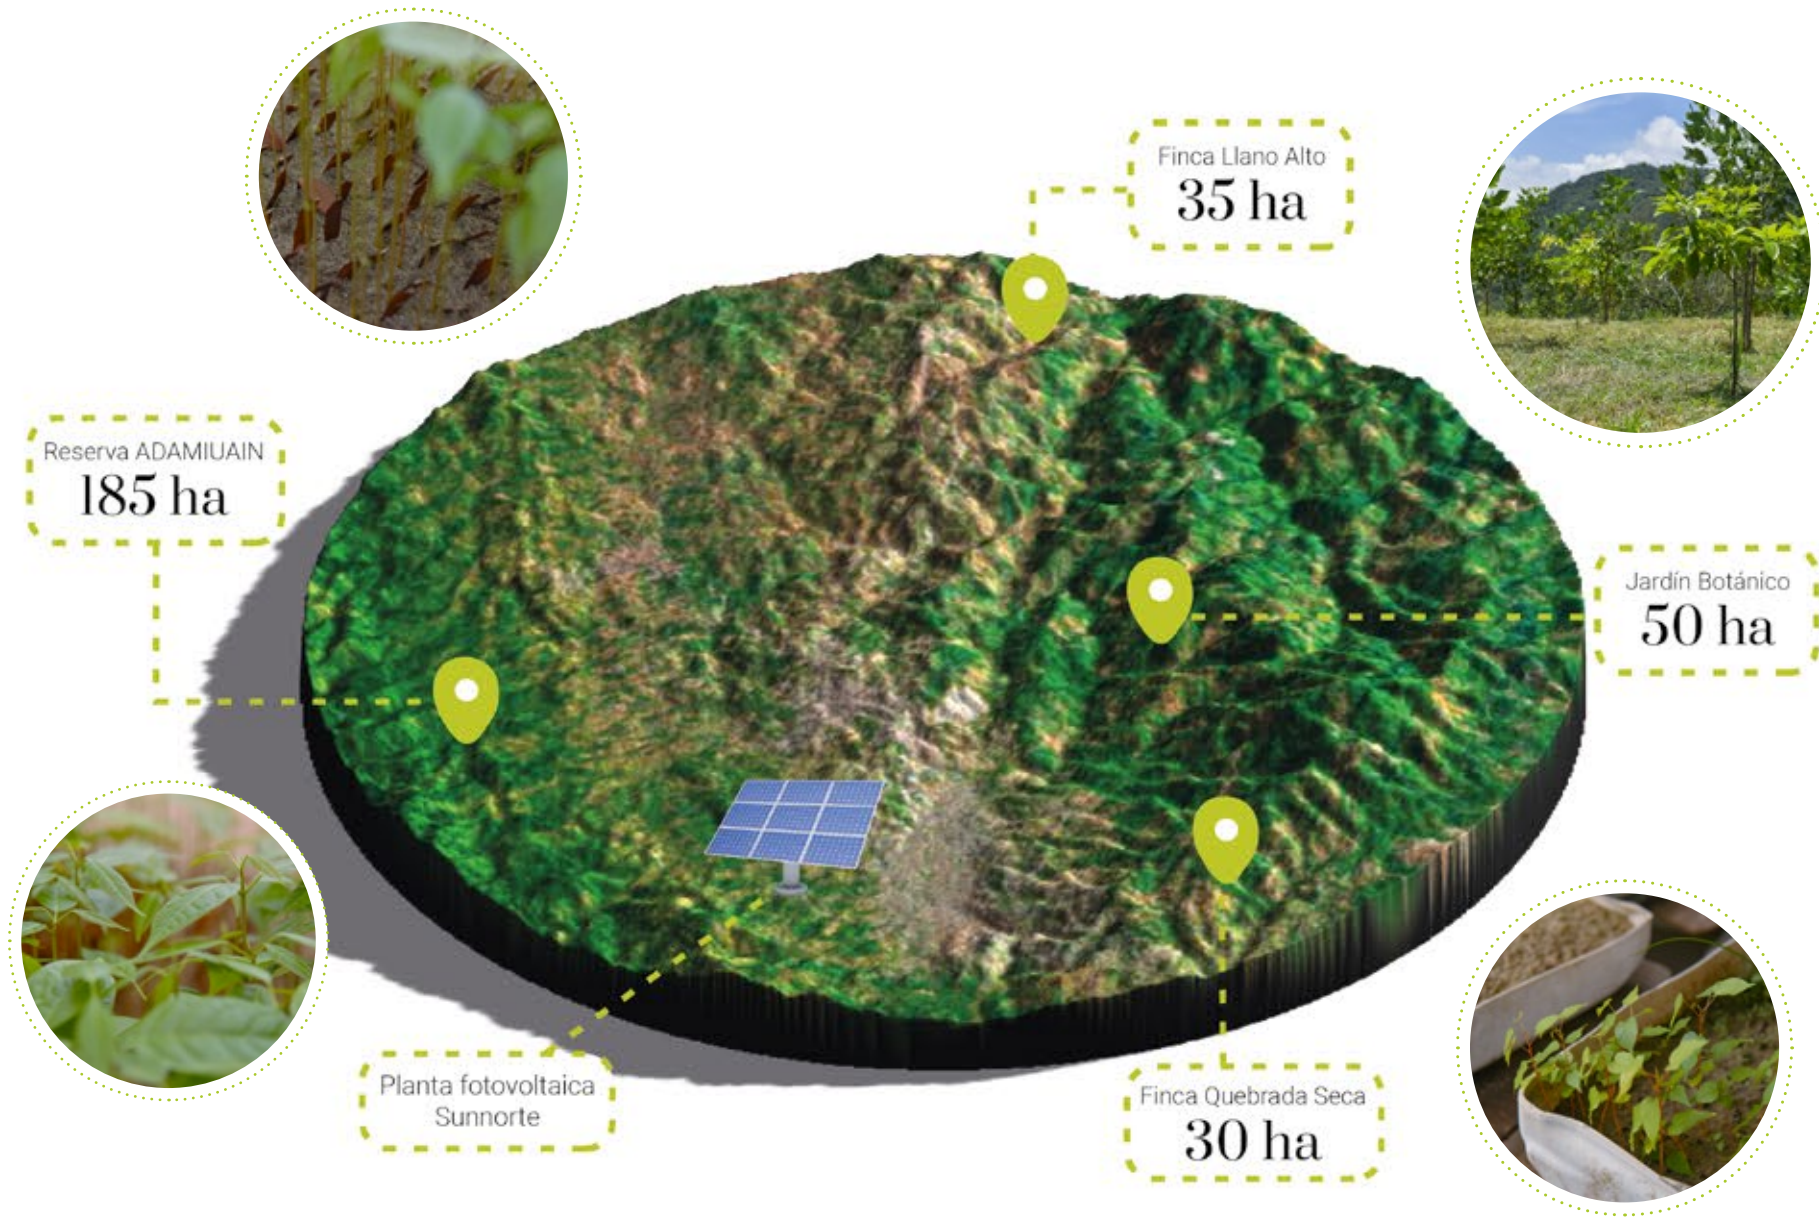 Finca Llano Alto
35 ha
Reserva ADAMIUAIN
185 ha
Jardín Botánico
50 ha
Planta fotovoltaica
Sunnorte
Finca Quebrada Seca
30 ha